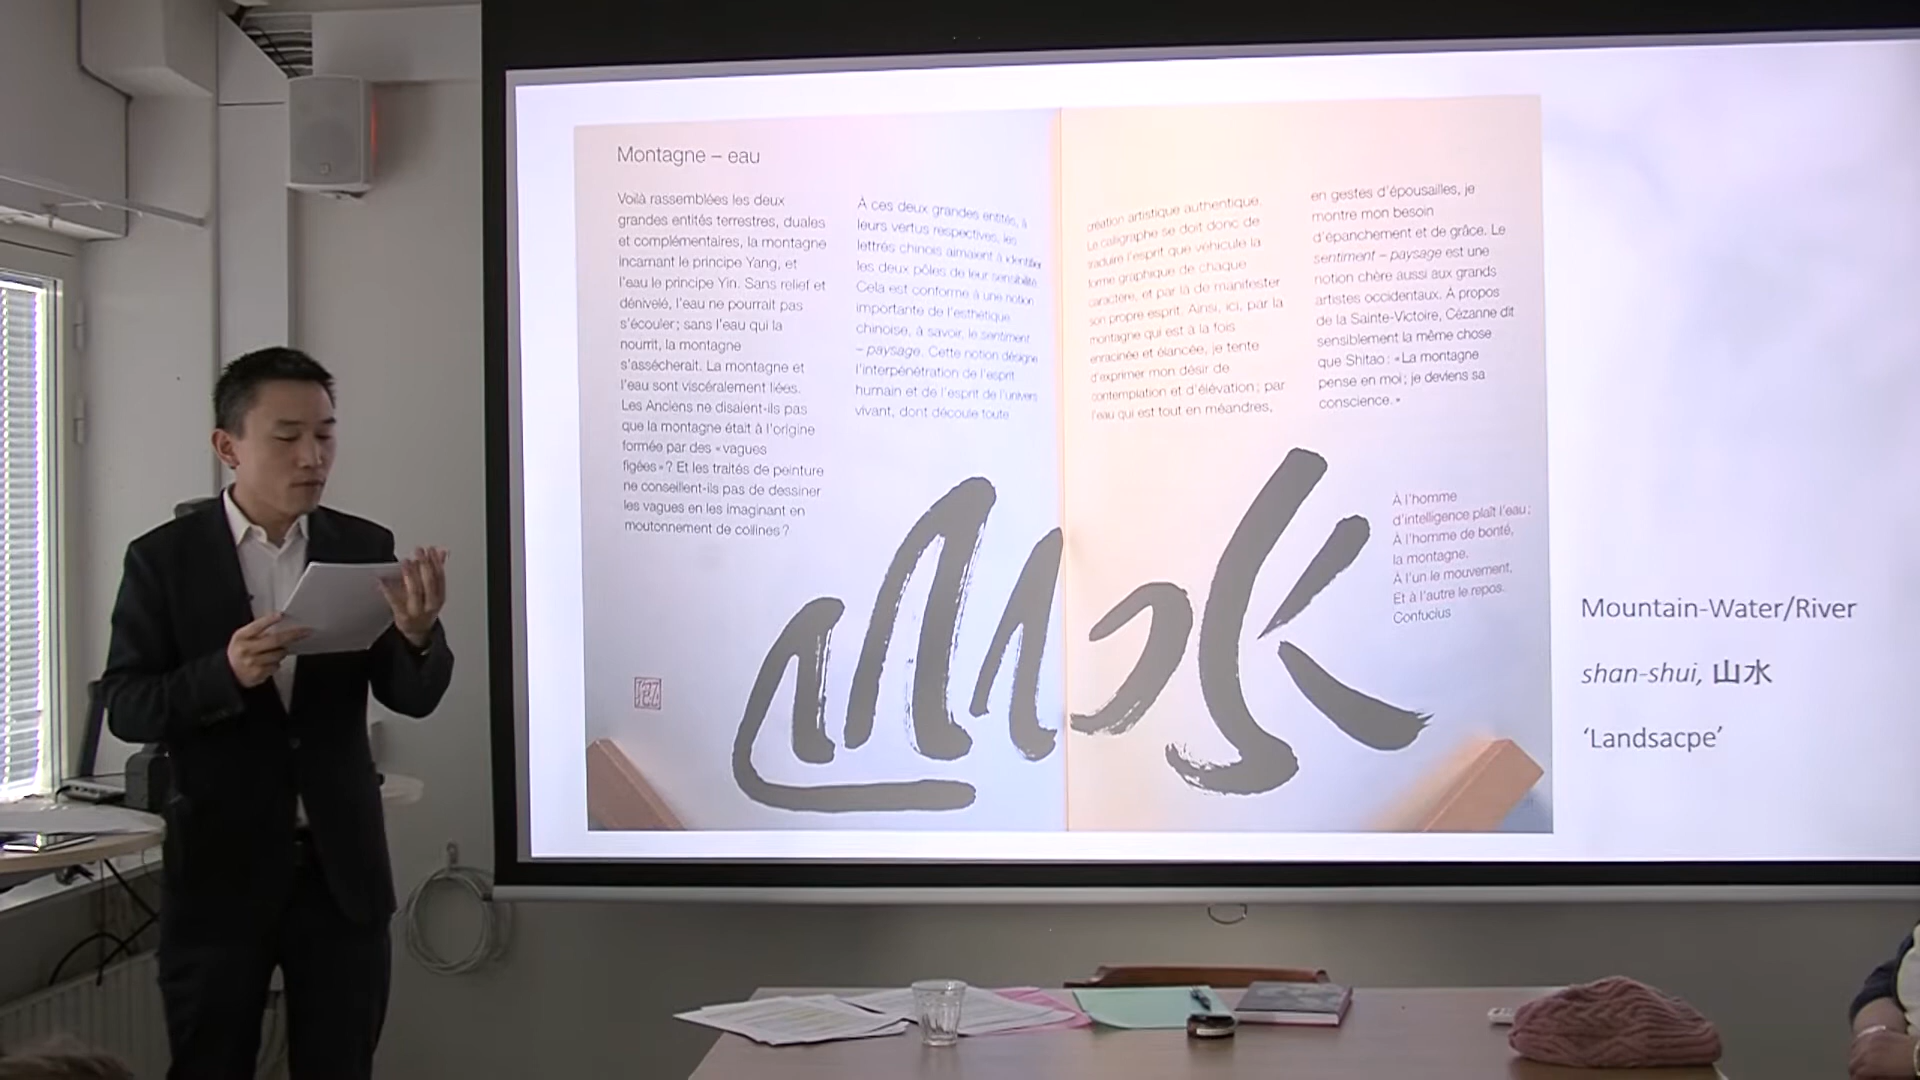 Montagne – eau
Voilà rassemblées les deux
grandes entités terrestres, duales
et complémentaires, la montagne
incarnant le principe Yang, et
l'eau le principe Yin. Sans relief et
dénivelé, l'eau ne pourrait pas
s'écouler; sans l'eau qui la
nourrit, la montagne
s'assécherait. La montagne et
l'eau sont viscéralement liées.
Les Anciens ne disaient-ils pas
que la montagne était à l'origine
formée par des «vagues
figées»? Et les traités de peinture
ne conseillent-ils pas de dessiner
les vagues en les imaginant en
moutonnement de collines?
À ces deux grandes entités, à
leurs vertus respectives, les
lettrés chinois aimaient à identifier
les deux pôles de leur sensibilité.
Cela est conforme à une notion
importante de l'esthétique
chinoise, à savoir, le sentiment
– paysage. Cette notion désigne
l'interpénétration de l'esprit
humain et de l'esprit de l'univers
vivant, dont découle toute
création artistique authentique.
Le calligraphe se doit donc de
traduire l'esprit que véhicule la
forme graphique de chaque
caractère, et par là de manifester
son propre esprit. Ainsi, ici, par la
montagne qui est à la fois
enracinée et élancée, je tente
d'exprimer mon désir de
contemplation et d'élévation; par
l'eau qui est tout en méandres,
en gestes d'épousailles, je
montre mon besoin
d'épanchement et de grâce. Le
sentiment – paysage est une
notion chère aussi aux grands
artistes occidentaux. À propos
de la Sainte-Victoire, Cézanne dit
sensiblement la même chose
que Shitao: «La montagne
pense en moi; je deviens sa
conscience.»
À l'homme
d'intelligence plaît l'eau;
À l'homme de bonté,
la montagne.
À l'un le mouvement,
Et à l'autre le repos.
Confucius
山水
Mountain-Water/River
shan-shui, 山水
‘Landsacpe’